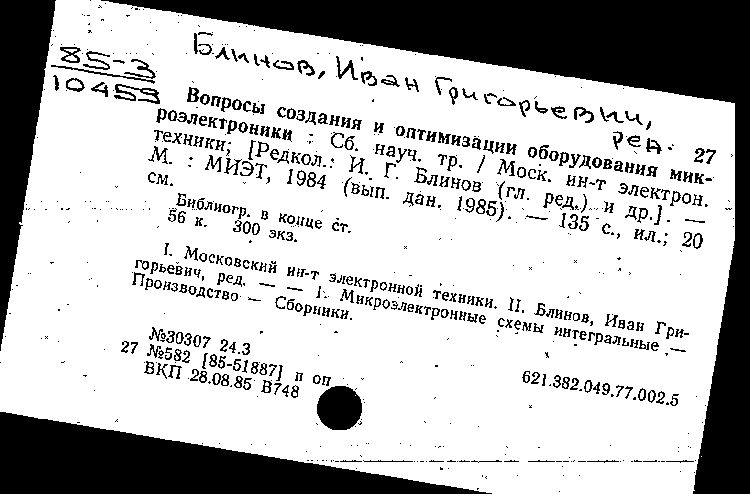 85-3
10459
Блинов, Иван Григорьевич,
ред.
27
Вопросы создания и оптимизации оборудования мик-
роэлектроники : Сб. науч. тр. / Моск. ин-т электрон.
техники; [Редкол.: И. Г. Блинов (гл. ред.) и др.]. —
М. : МИЭТ, 1984 (вып. дан. 1985). — 135 с., ил.; 20
см.
Библиогр. в конце ст.
56 к. 300 экз.
I. Московский ин-т электронной техники. II. Блинов, Иван Гри-
горьевич, ред. — — 1. Микроэлектронные схемы интегральные —
Производство — Сборники.
№30307 24.3
27 №582 [85-51887] п оп
ВКП 28.08.85 В748
621.382.049.77.002.5